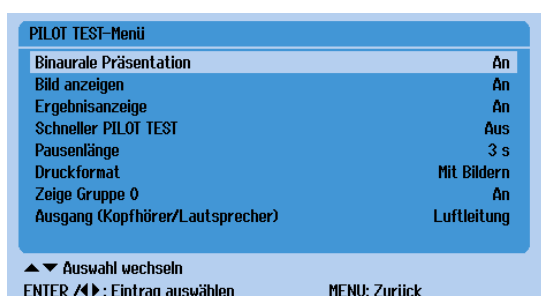 PILOT TEST-Menü
Binaurale Präsentation An
Bild anzeigen An
Ergebnisanzeige An
Schneller PILOT TEST Aus
Pausenlänge 3 s
Druckformat Mit Bildern
Zeige Gruppe 0 An
Ausgang (Kopfhörer/Lautsprecher) Luftleitung
▲▼ Auswahl wechseln
ENTER /◀▶: Eintrag auswählen MENU: Zurück